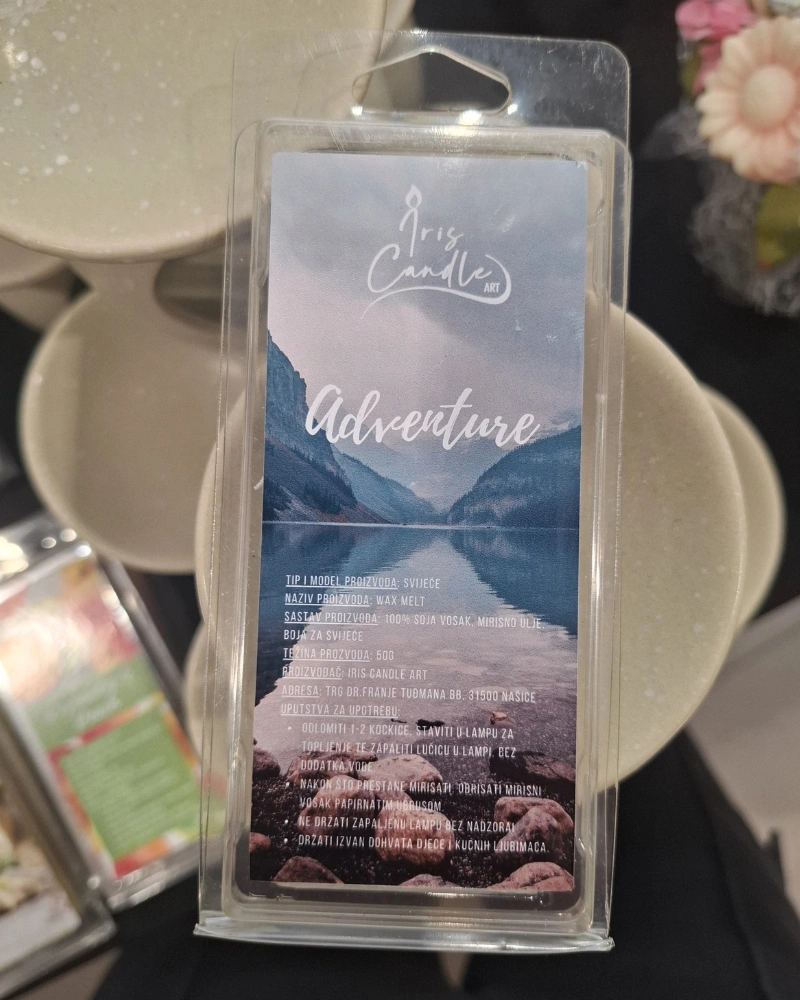 Iris
Candle
ART
Adventure
TIP I MODEL PROIZVODA: SVIJEĆE
NAZIV PROIZVODA: WAX MELT
SASTAV PROIZVODA: 100% SOJA VOSAK, MIRISNO ULJE,
BOJA ZA SVIJEĆE
TEŽINA PROZVODA: 50G
PROIZVOĐAČ: IRIS CANDLE ART
ADRESA: TRG DR.FRANJE TUĐMANA BB. 31500 NAŠICE
UPUTSTVA ZA UPOTREBU:
• ODLOMITI 1-2 KOCKICE, STAVITI U LAMPU ZA
TOPLJENJE TE ZAPALITI LUČICU U LAMPI, BEZ
DODATKA VODE.
• NAKON ŠTO PRESTANE MIRISATI, OBRISATI MIRISNI
VOSAK PAPIRNATIM UBRUSOM
• NE DRŽATI ZAPALJENU LAMPU BEZ NADZORA!
• DRŽATI IZVAN DOHVATA DJECE I KUĆNIH LJUBIMACA.